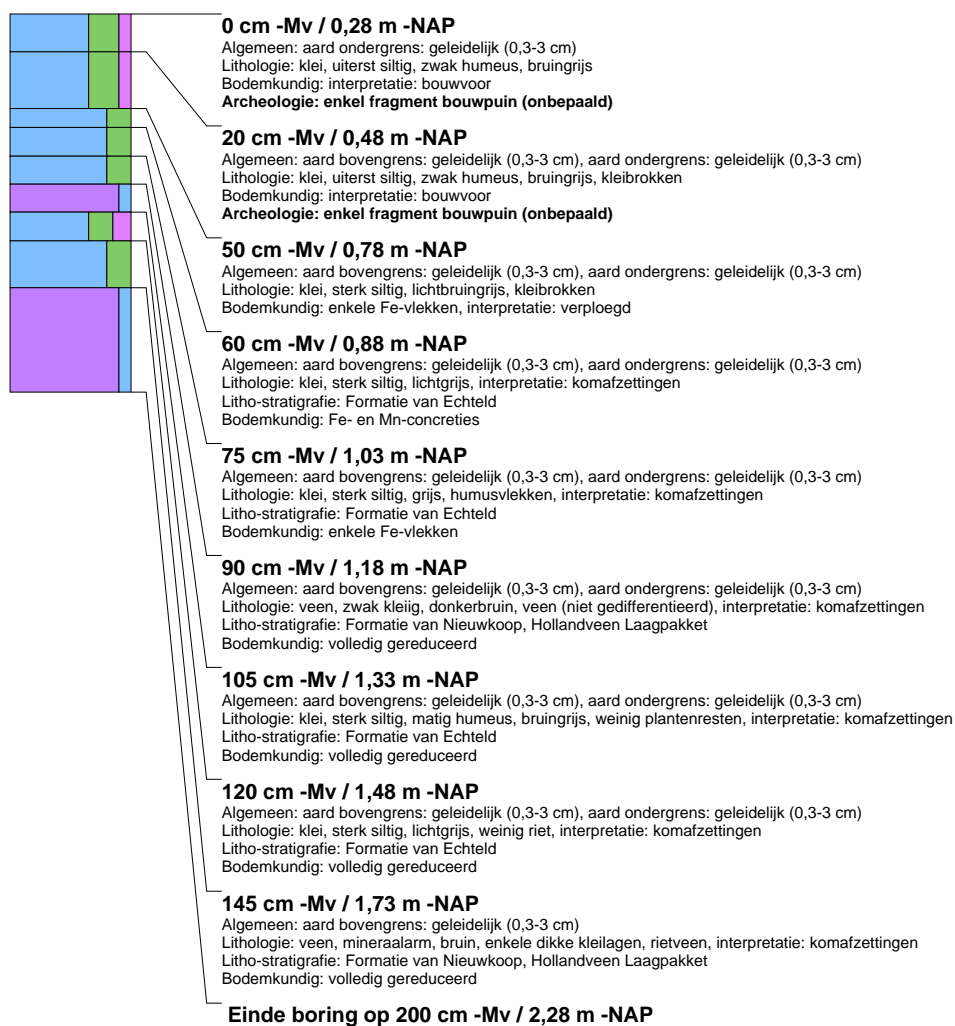 0 cm -Mv / 0,28 m -NAP
Algemeen: aard ondergrens: geleidelijk (0,3-3 cm)
Lithologie: klei, uiterst siltig, zwak humeus, bruingrijs
Bodemkundig: interpretatie: bouwvoor
Archeologie: enkel fragment bouwpuin (onbepaald)
20 cm -Mv / 0,48 m -NAP
Algemeen: aard bovengrens: geleidelijk (0,3-3 cm), aard ondergrens: geleidelijk (0,3-3 cm)
Lithologie: klei, uiterst siltig, zwak humeus, bruingrijs, kleibrokken
Bodemkundig: interpretatie: bouwvoor
Archeologie: enkel fragment bouwpuin (onbepaald)
50 cm -Mv / 0,78 m -NAP
Algemeen: aard bovengrens: geleidelijk (0,3-3 cm), aard ondergrens: geleidelijk (0,3-3 cm)
Lithologie: klei, sterk siltig, lichtbruingrijs, kleibrokken
Bodemkundig: enkele Fe-vlekken, interpretatie: verploegd
60 cm -Mv / 0,88 m -NAP
Algemeen: aard bovengrens: geleidelijk (0,3-3 cm), aard ondergrens: geleidelijk (0,3-3 cm)
Lithologie: klei, sterk siltig, lichtgrijs, interpretatie: komafzettingen
Litho-stratigrafie: Formatie van Echteld
Bodemkundig: Fe- en Mn-concreties
75 cm -Mv / 1,03 m -NAP
Algemeen: aard bovengrens: geleidelijk (0,3-3 cm), aard ondergrens: geleidelijk (0,3-3 cm)
Lithologie: klei, sterk siltig, grijs, humusvlekken, interpretatie: komafzettingen
Litho-stratigrafie: Formatie van Echteld
Bodemkundig: enkele Fe-vlekken
90 cm -Mv / 1,18 m -NAP
Algemeen: aard bovengrens: geleidelijk (0,3-3 cm), aard ondergrens: geleidelijk (0,3-3 cm)
Lithologie: veen, zwak kleiig, donkerbruin, veen (niet gedifferentieerd), interpretatie: komafzettingen
Litho-stratigrafie: Formatie van Nieuwkoop, Hollandveen Laagpakket
Bodemkundig: volledig gereduceerd
105 cm -Mv / 1,33 m -NAP
Algemeen: aard bovengrens: geleidelijk (0,3-3 cm), aard ondergrens: geleidelijk (0,3-3 cm)
Lithologie: klei, sterk siltig, matig humeus, bruingrijs, weinig plantenresten, interpretatie: komafzettingen
Litho-stratigrafie: Formatie van Echteld
Bodemkundig: volledig gereduceerd
120 cm -Mv / 1,48 m -NAP
Algemeen: aard bovengrens: geleidelijk (0,3-3 cm), aard ondergrens: geleidelijk (0,3-3 cm)
Lithologie: klei, sterk siltig, lichtgrijs, weinig riet, interpretatie: komafzettingen
Litho-stratigrafie: Formatie van Echteld
Bodemkundig: volledig gereduceerd
145 cm -Mv / 1,73 m -NAP
Algemeen: aard bovengrens: geleidelijk (0,3-3 cm)
Lithologie: veen, mineraalarm, bruin, enkele dikke kleilagen, rietveen, interpretatie: komafzettingen
Litho-stratigrafie: Formatie van Nieuwkoop, Hollandveen Laagpakket
Bodemkundig: volledig gereduceerd
Einde boring op 200 cm -Mv / 2,28 m -NAP